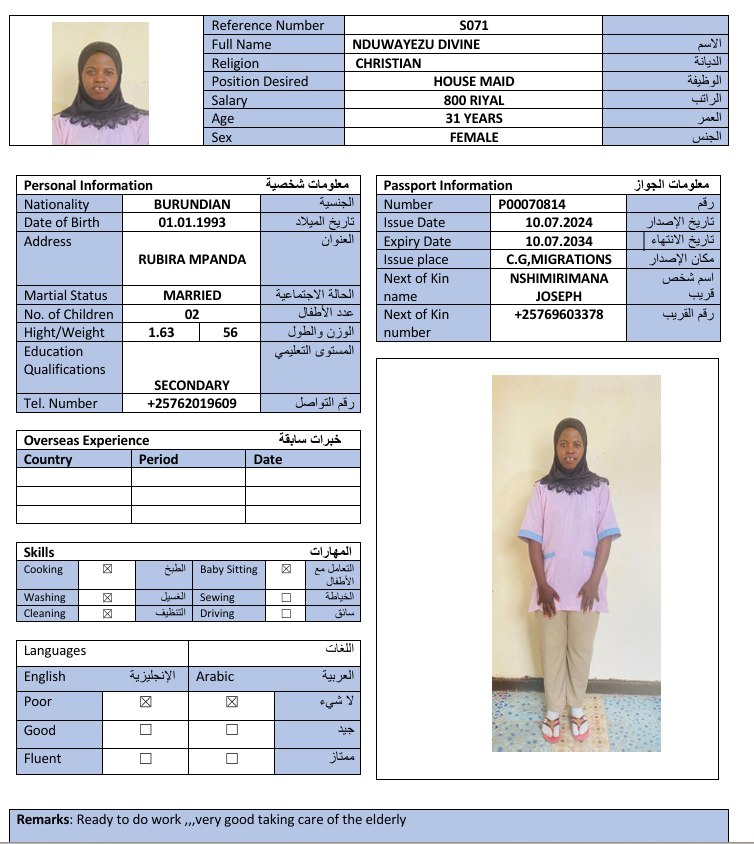 Reference Number S071
Full Name NDUWAYEZU DIVINE الاسم
Religion CHRISTIAN الديانة
Position Desired HOUSE MAID الوظيفة
Salary 800 RIYAL الراتب
Age 31 YEARS العمر
Sex FEMALE الجنس
Personal Information معلومات شخصية
Nationality BURUNDIAN الجنسية
Date of Birth 01.01.1993 تاريخ الميلاد
Address العنوان
RUBIRA MPANDA
Martial Status MARRIED الحالة الاجتماعية
No. of Children 02 عدد الأطفال
Hight/Weight 1.63 56 الوزن والطول
Education المستوى التعليمي
Qualifications
SECONDARY
Tel. Number +25762019609 رقم التواصل
Passport Information معلومات الجواز
Number P00070814 رقم
Issue Date 10.07.2024 تاريخ الإصدار
Expiry Date 10.07.2034 تاريخ الانتهاء
Issue place C.G,MIGRATIONS مكان الإصدار
Next of Kin NSHIMIRIMANA اسم شخص
name JOSEPH قريب
Next of Kin +25769603378 رقم القريب
number
Overseas Experience خبرات سابقة
Country Period Date
Skills المهارات
Cooking ☒ الطبخ Baby Sitting ☒ التعامل مع
الأطفال
Washing ☒ الغسيل Sewing ☐ الخياطة
Cleaning ☒ التنظيف Driving ☐ سائق
Languages اللغات
English الإنجليزية Arabic العربية
Poor ☒ ☒ لا شيء
Good ☐ ☐ جيد
Fluent ☐ ☐ ممتاز
Remarks: Ready to do work ,,,very good taking care of the elderly